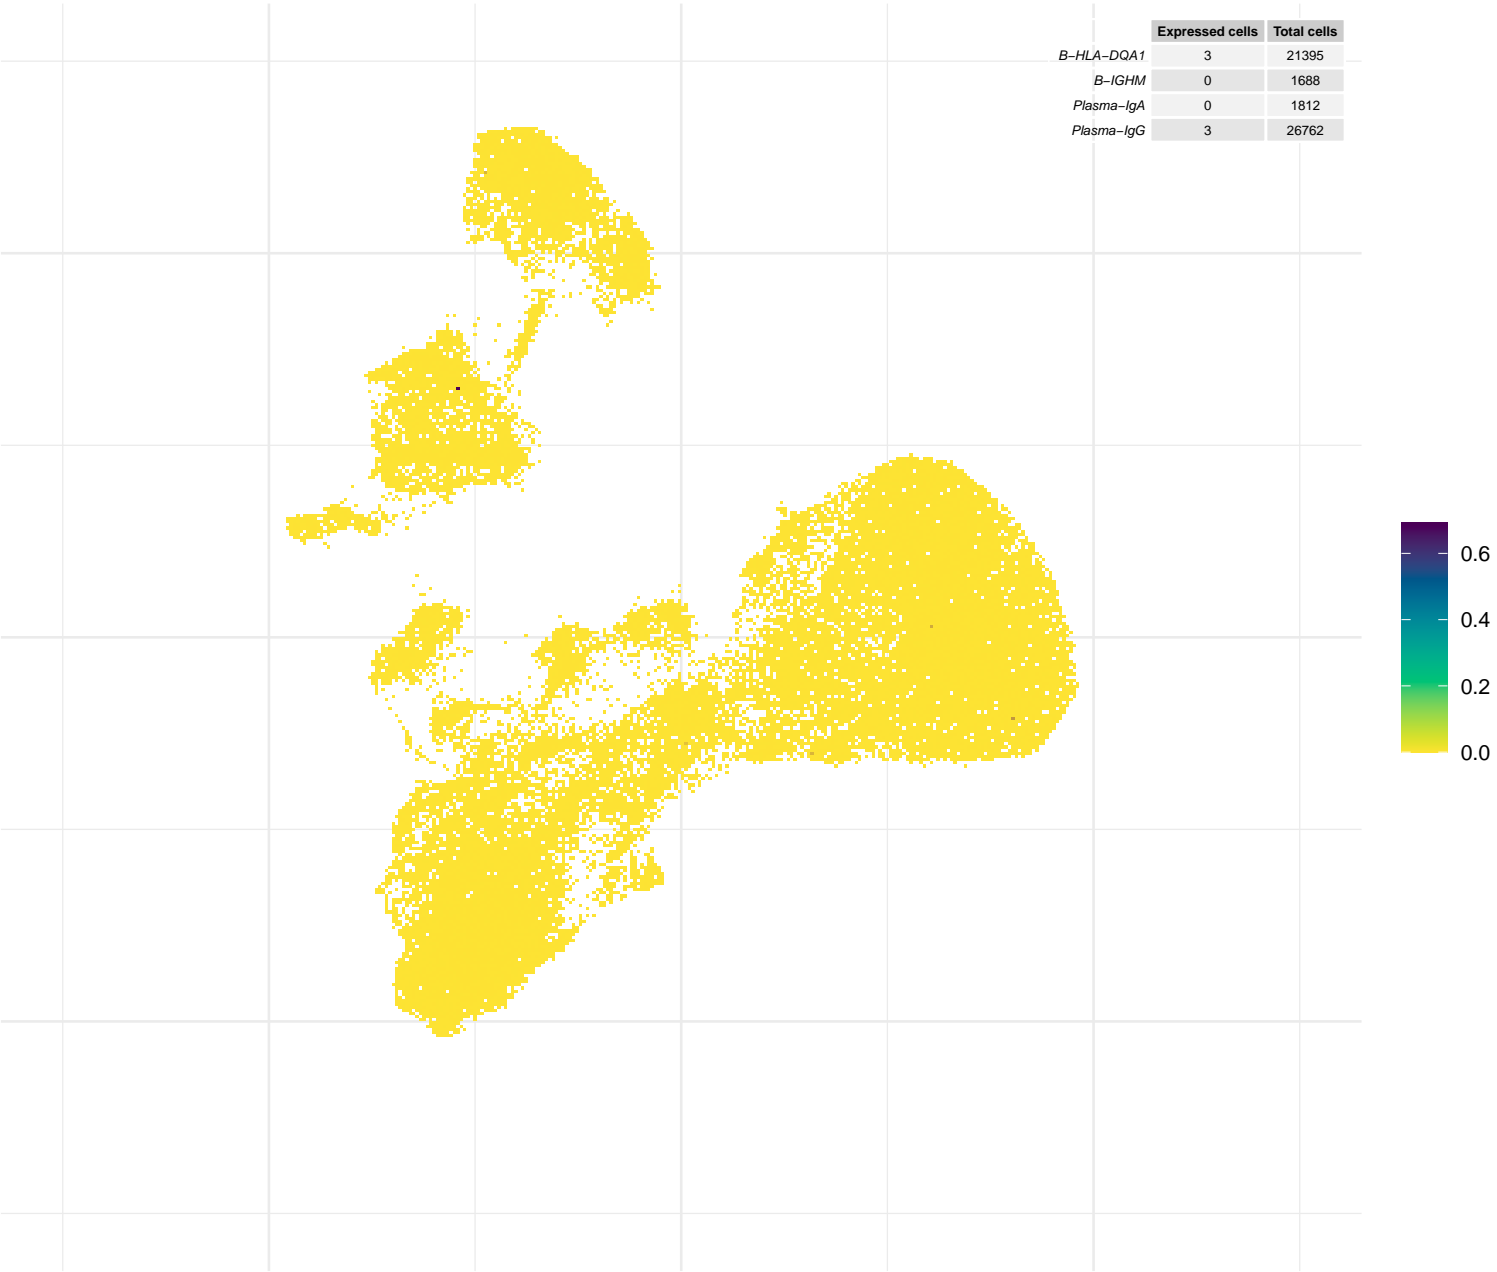 Expressed cells Total cells
B−HLA−DQA1 3 21395
B−IGHM 0 1688
Plasma−IgA 0 1812
Plasma−IgG 3 26762
0.6
0.4
0.2
0.0